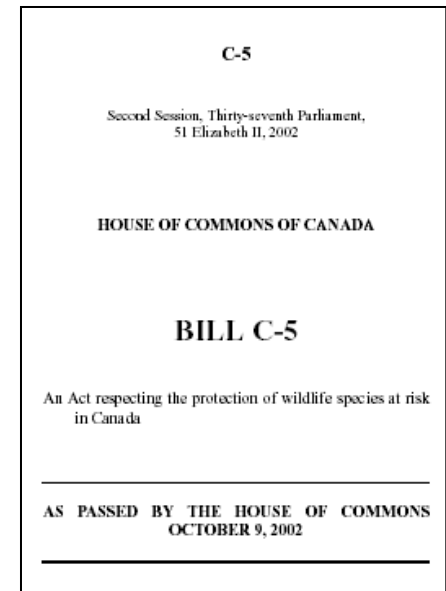 C-5
Second Session, Thirty-seventh Parliament,
51 Elizabeth II, 2002
HOUSE OF COMMONS OF CANADA
BILL C-5
An Act respecting the protection of wildlife species at risk
in Canada
AS PASSED BY THE HOUSE OF COMMONS
OCTOBER 9, 2002